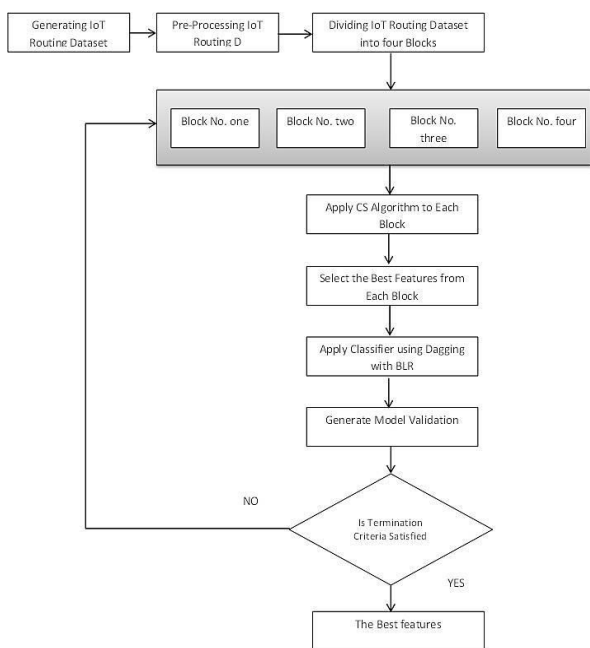 Generating IoT
Routing Dataset
Pre-Processing IoT
Routing D
Dividing IoT Routing Dataset
into four Blocks
Block No. one
Block No. two
Block No.
three
Block No. four
Apply CS Algorithm to Each
Block
Select the Best Features from
Each Block
Apply Classifier using Dagging
with BLR
Generate Model Validation
Is Termination
Criteria Satisfied
NO
YES
The Best features